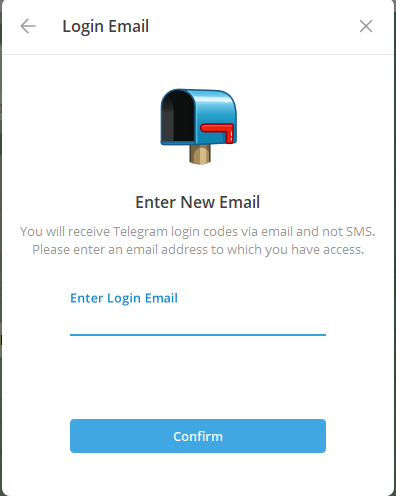 Login Email
Enter New Email
You will receive Telegram login codes via email and not SMS.
Please enter an email address to which you have access.
Enter Login Email
Confirm